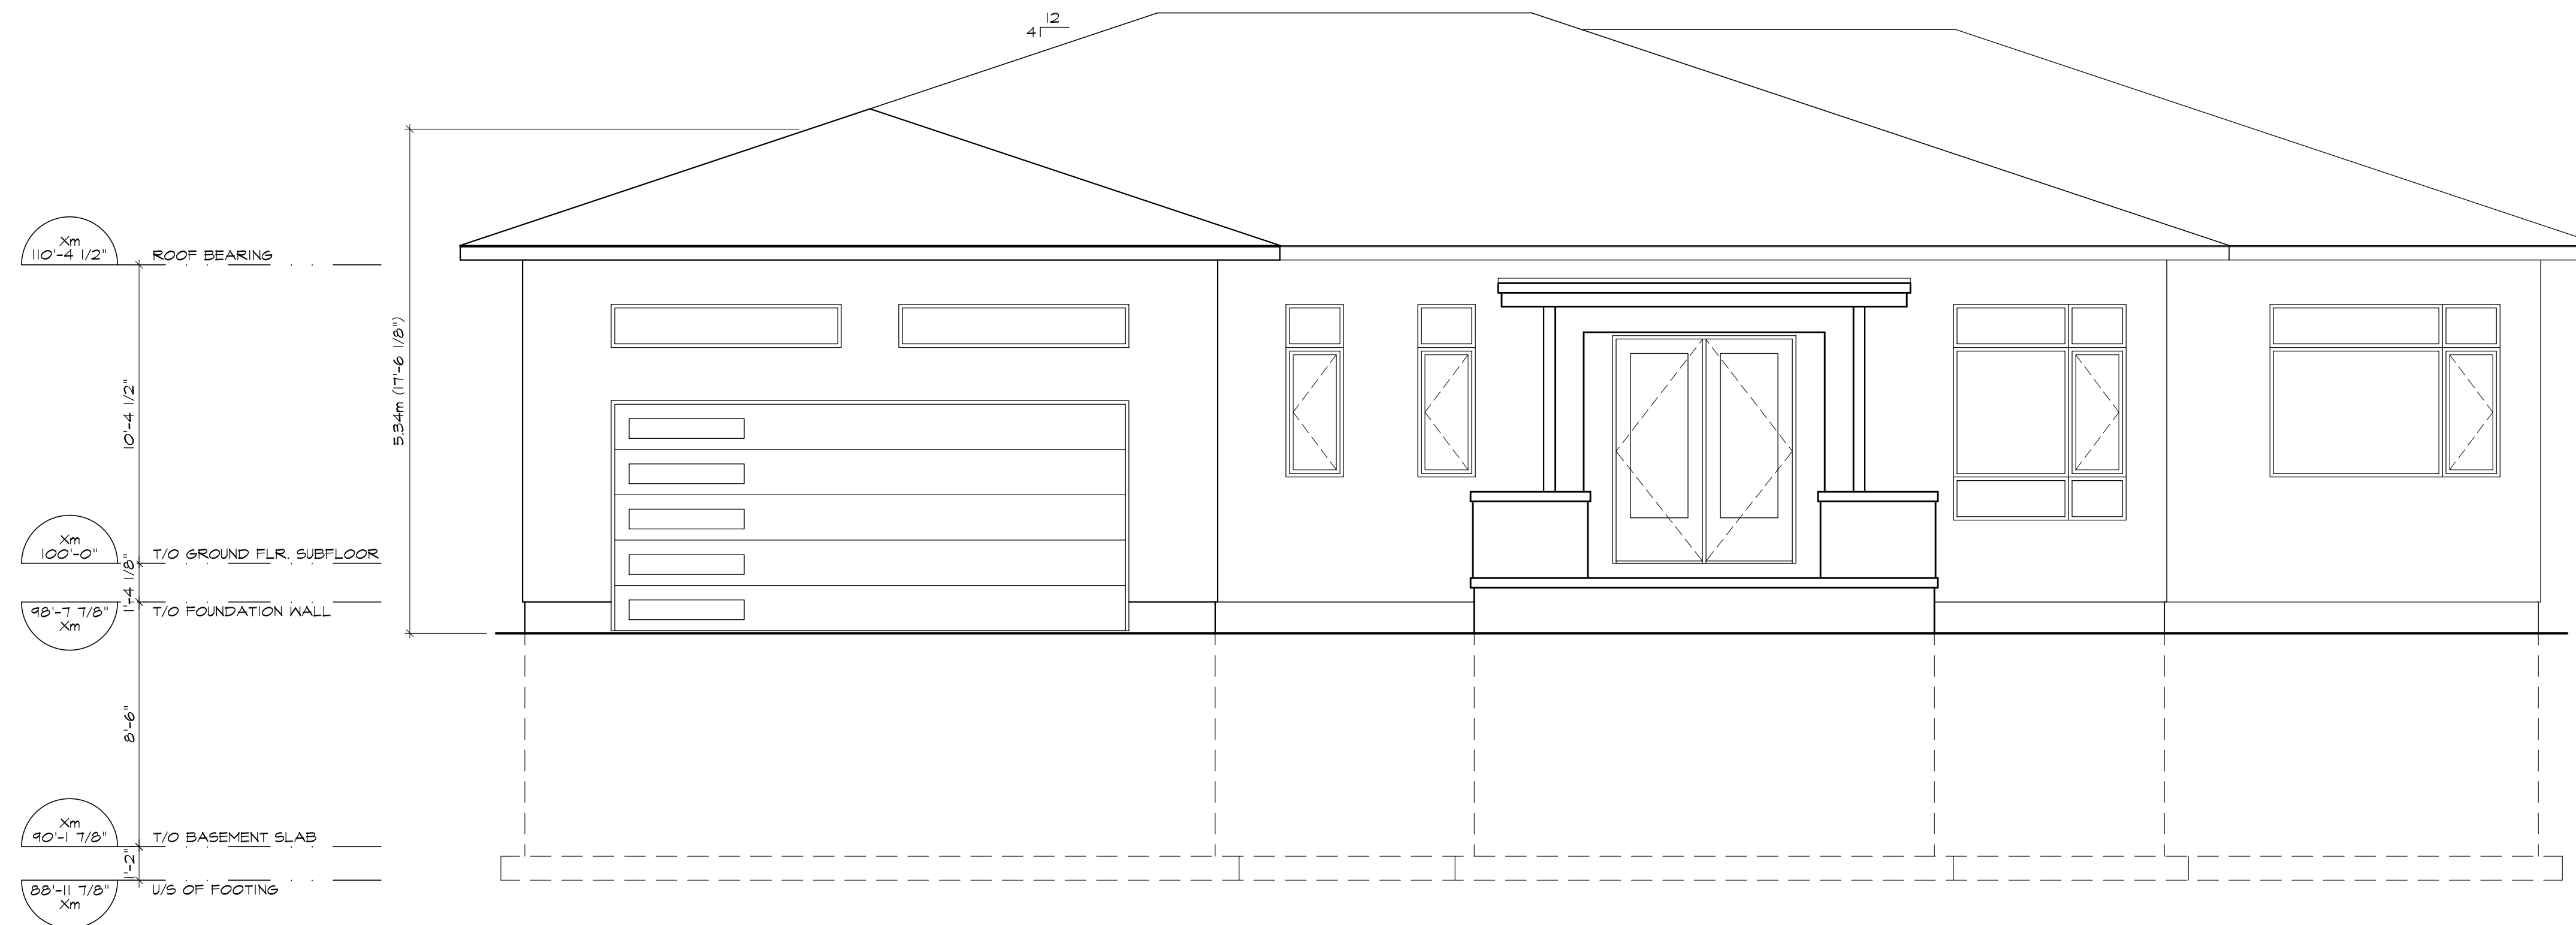 12
4
Xm
110'-4 1/2"
ROOF BEARING
5.34m (17'-6 1/8")
10'-4 1/2"
Xm
100'-0"
T/O GROUND FLR. SUBFLOOR
1'-4 1/8"
98'-7 7/8"
Xm
T/O FOUNDATION WALL
8'-6"
Xm
90'-1 7/8"
T/O BASEMENT SLAB
1'-2"
88'-11 7/8"
Xm
U/S OF FOOTING